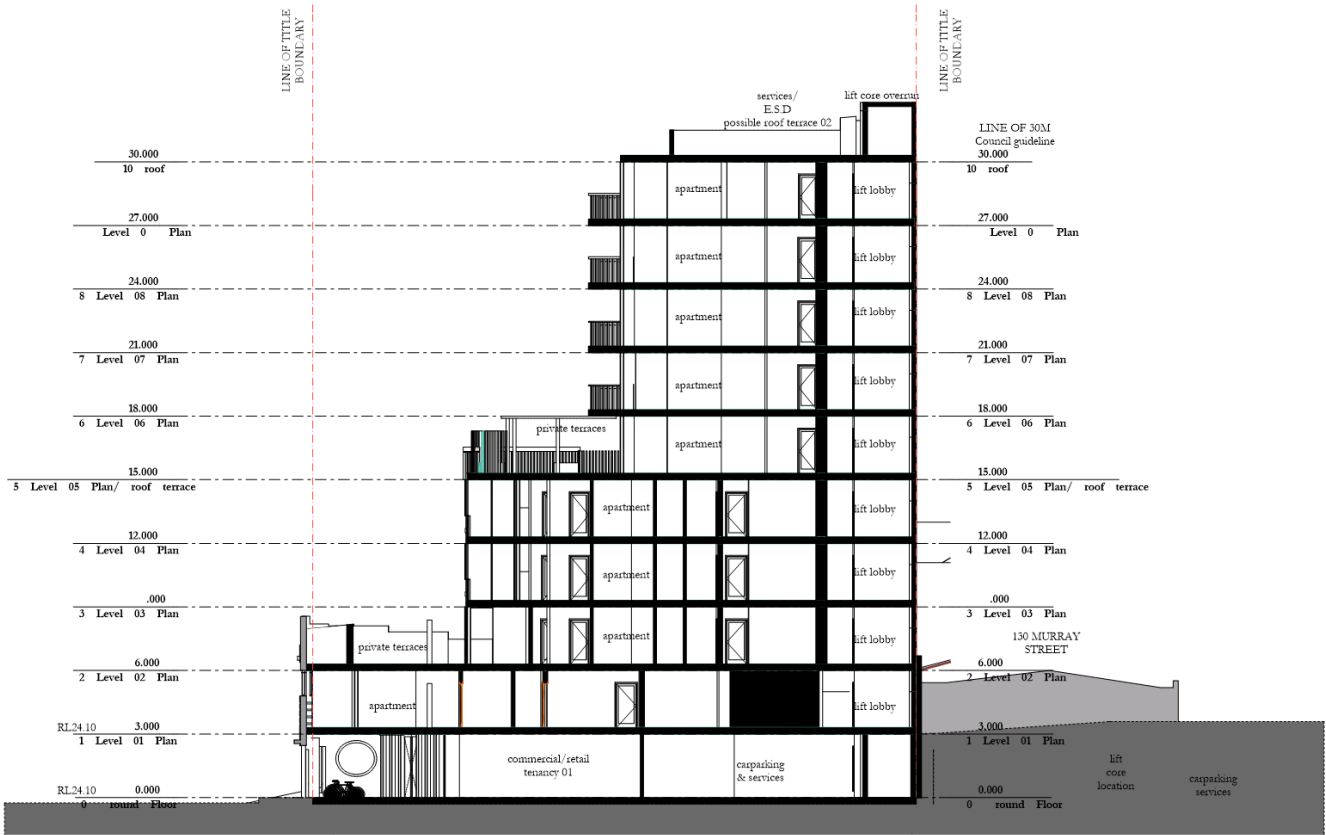 LINE OF TITLE
BOUNDARY
LINE OF TITLE
BOUNDARY
services/
E.S.D
possible roof terrace 02
lift core overrun
LINE OF 30M
Council guideline
30.000
10 roof
30.000
10 roof
apartment
lift lobby
27.000
Level 0 Plan
27.000
Level 0 Plan
apartment
lift lobby
24.000
8 Level 08 Plan
24.000
8 Level 08 Plan
apartment
lift lobby
21.000
7 Level 07 Plan
21.000
7 Level 07 Plan
apartment
lift lobby
18.000
6 Level 06 Plan
18.000
6 Level 06 Plan
private terraces
apartment
lift lobby
15.000
5 Level 05 Plan/ roof terrace
15.000
5 Level 05 Plan/ roof terrace
apartment
lift lobby
12.000
4 Level 04 Plan
12.000
4 Level 04 Plan
apartment
lift lobby
.000
3 Level 03 Plan
.000
3 Level 03 Plan
private terraces
apartment
lift lobby
130 MURRAY
STREET
6.000
2 Level 02 Plan
6.000
2 Level 02 Plan
apartment
lift lobby
RL24.10
3.000
1 Level 01 Plan
3.000
1 Level 01 Plan
commercial/retail
tenancy 01
carparking
& services
lift
core
location
carparking
services
RL24.10
0.000
0 round Floor
0.000
0 round Floor